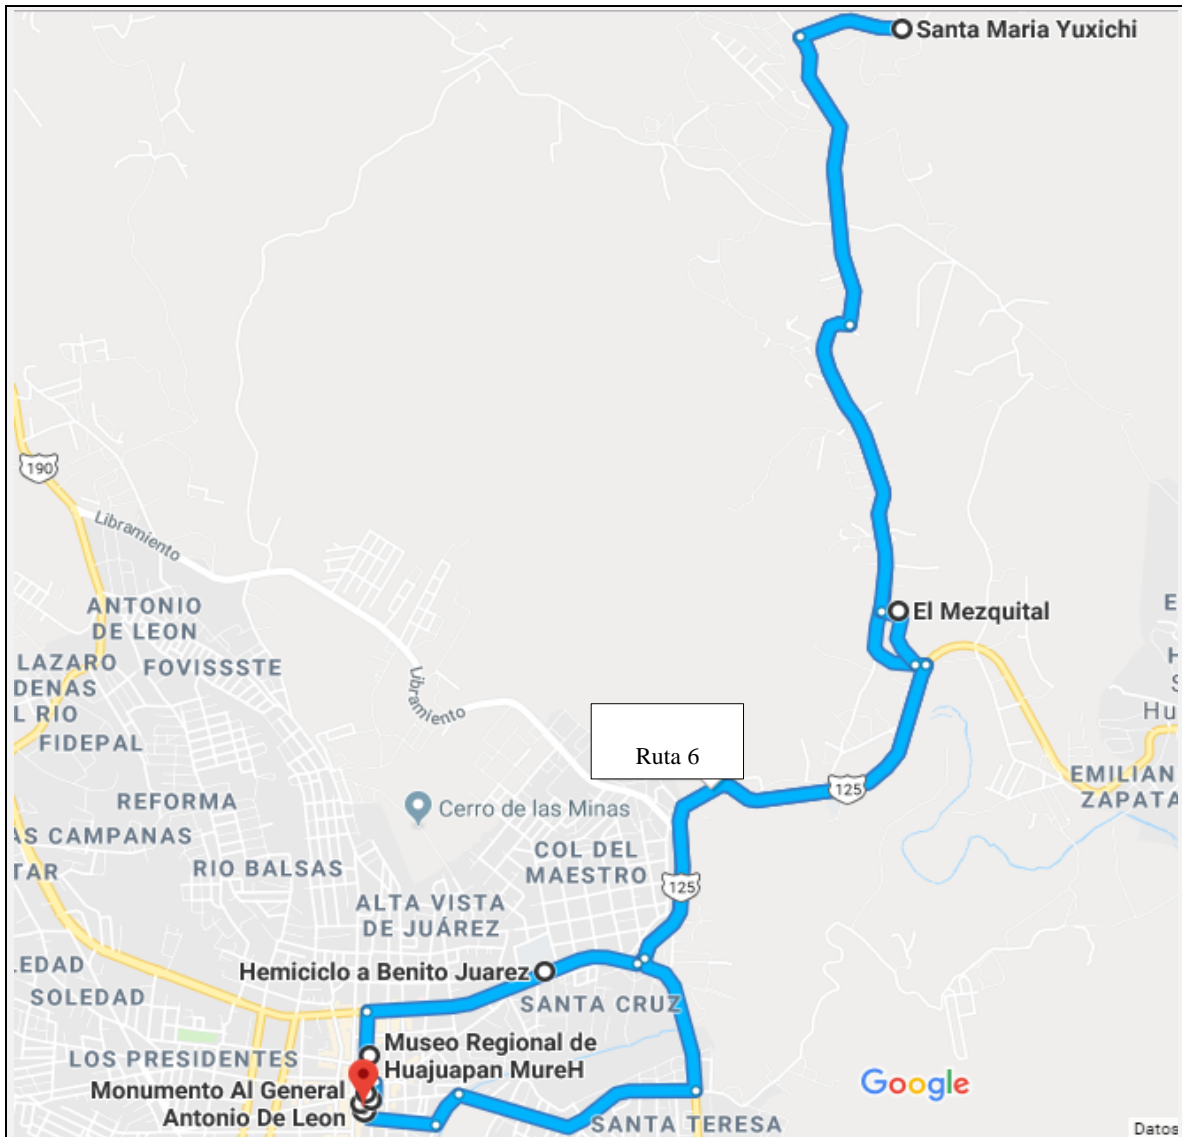 Santa Maria Yuxichi
190
Libramiento
ANTONIO
DE LEON
LAZARO
DENAS
L RIO
FOVISSSTE
FIDEPAL
El Mezquital
E
H
S
Hu
Libramiento
Ruta 6
125
EMILIAN
ZAPATA
REFORMA
AS CAMPANAS
TAR
RIO BALSAS
Cerro de las Minas
COL DEL
MAESTRO
125
ALTA VISTA
DE JUÁREZ
LEDAD
SOLEDAD
Hemiciclo a Benito Juarez
SANTA CRUZ
LOS PRESIDENTES
Museo Regional de
Huajuapan MureH
Monumento Al General
Antonio De Leon
SANTA TERESA
Google
Datos